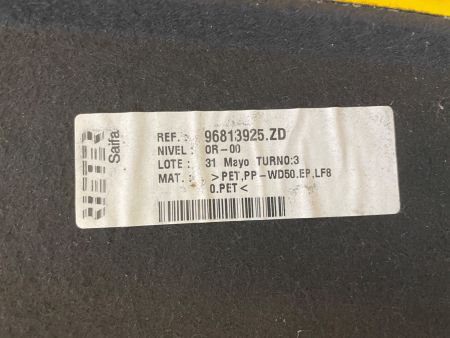 Saifa
REF.: 96813925.ZD
NIVEL: OR-00
LOTE: 31 Mayo TURNO:3
MAT.: >PET,PP-WD50.EP,LF8
0.PET<